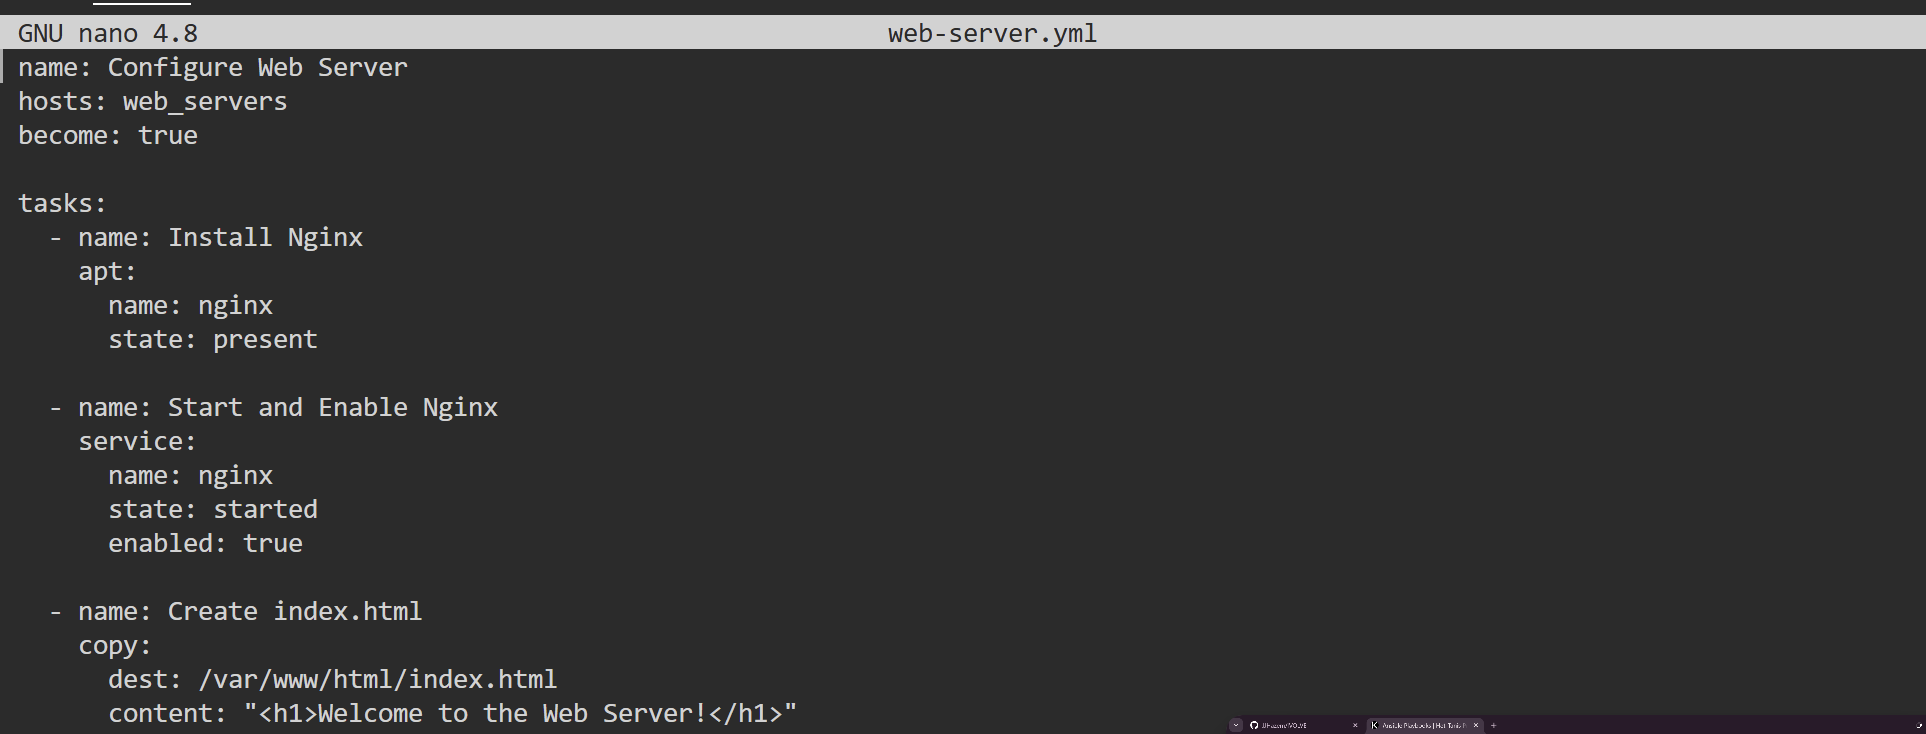 GNU nano 4.8 web-server.yml
name: Configure Web Server
hosts: web_servers
become: true
tasks:
- name: Install Nginx
apt:
name: nginx
state: present
- name: Start and Enable Nginx
service:
name: nginx
state: started
enabled: true
- name: Create index.html
copy:
dest: /var/www/html/index.html
content: "<h1>Welcome to the Web Server!</h1>"
Ansible Playbooks |